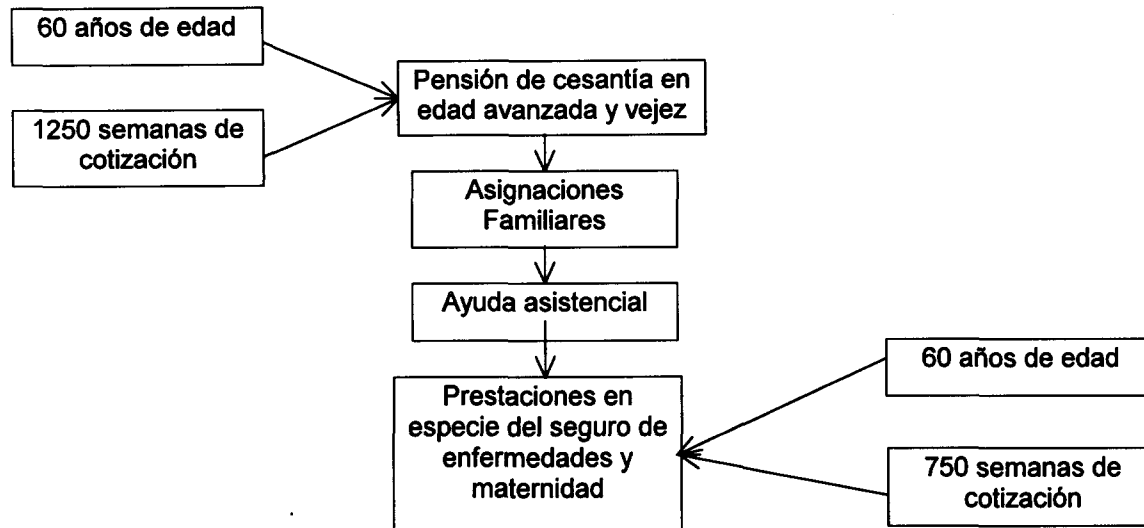 60 años de edad
1250 semanas de
cotización
Pensión de cesantía en
edad avanzada y vejez
Asignaciones
Familiares
Ayuda asistencial
Prestaciones en
especie del seguro de
enfermedades y
maternidad
60 años de edad
750 semanas de
cotización